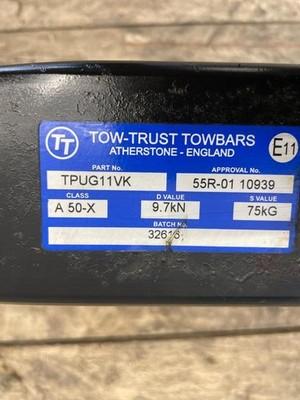 TT TOW-TRUST TOWBARS E11
ATHERSTONE - ENGLAND
PART No. APPROVAL No.
TPUG11VK 55R-01 10939
CLASS D VALUE S VALUE
A 50-X 9.7kN 75kG
BATCH No.
32616